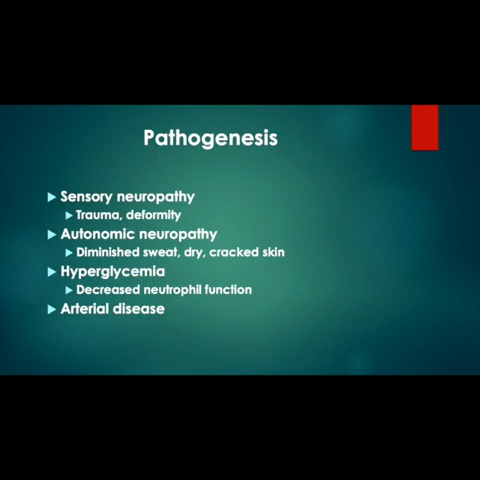 Pathogenesis
Sensory neuropathy
Trauma, deformity
Autonomic neuropathy
Diminished sweat, dry, cracked skin
Hyperglycemia
Decreased neutrophil function
Arterial disease